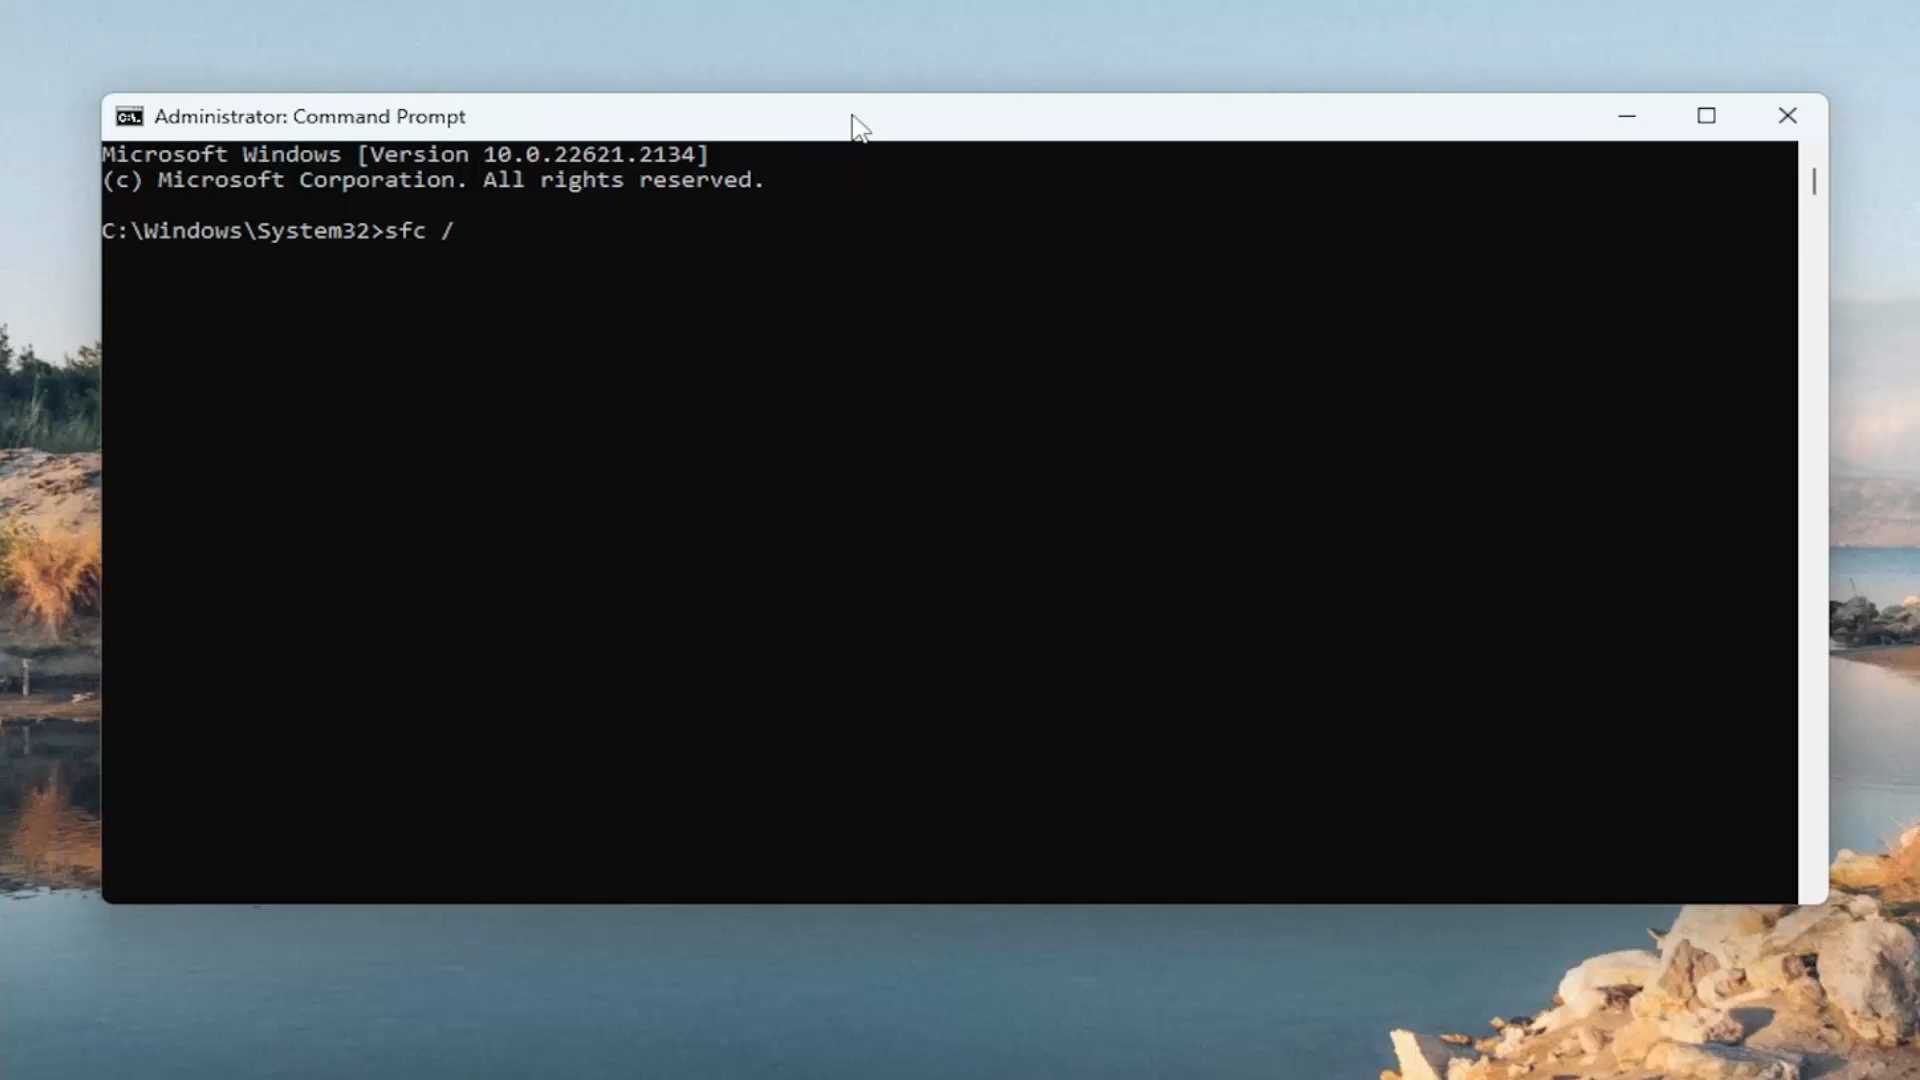 Administrator: Command Prompt
Microsoft Windows [Version 10.0.22621.2134]
(c) Microsoft Corporation. All rights reserved.
C:\Windows\System32>sfc /